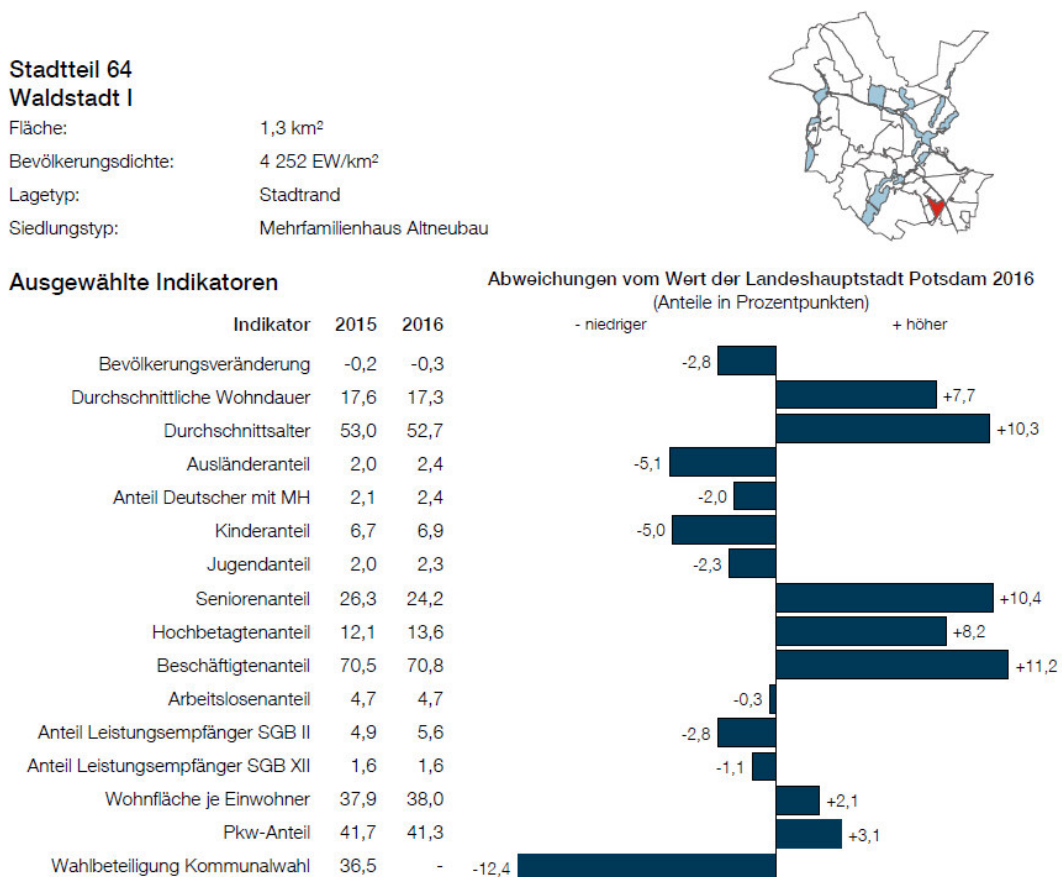 Stadtteil 64
Waldstadt I
Fläche: 1,3 km²
Bevölkerungsdichte: 4 252 EW/km²
Lagetyp: Stadtrand
Siedlungstyp: Mehrfamilienhaus Altneubau
Ausgewählte Indikatoren
Abweichungen vom Wert der Landeshauptstadt Potsdam 2016
(Anteile in Prozentpunkten)
Indikator 2015 2016 - niedriger + höher
Bevölkerungsveränderung -0,2 -0,3 -2,8
Durchschnittliche Wohndauer 17,6 17,3 +7,7
Durchschnittsalter 53,0 52,7 +10,3
Ausländeranteil 2,0 2,4 -5,1
Anteil Deutscher mit MH 2,1 2,4 -2,0
Kinderanteil 6,7 6,9 -5,0
Jugendanteil 2,0 2,3 -2,3
Seniorenanteil 26,3 24,2 +10,4
Hochbetagtenanteil 12,1 13,6 +8,2
Beschäftigtenanteil 70,5 70,8 +11,2
Arbeitslosenanteil 4,7 4,7 -0,3
Anteil Leistungsempfänger SGB II 4,9 5,6 -2,8
Anteil Leistungsempfänger SGB XII 1,6 1,6 -1,1
Wohnfläche je Einwohner 37,9 38,0 +2,1
Pkw-Anteil 41,7 41,3 +3,1
Wahlbeteiligung Kommunalwahl 36,5 - -12,4